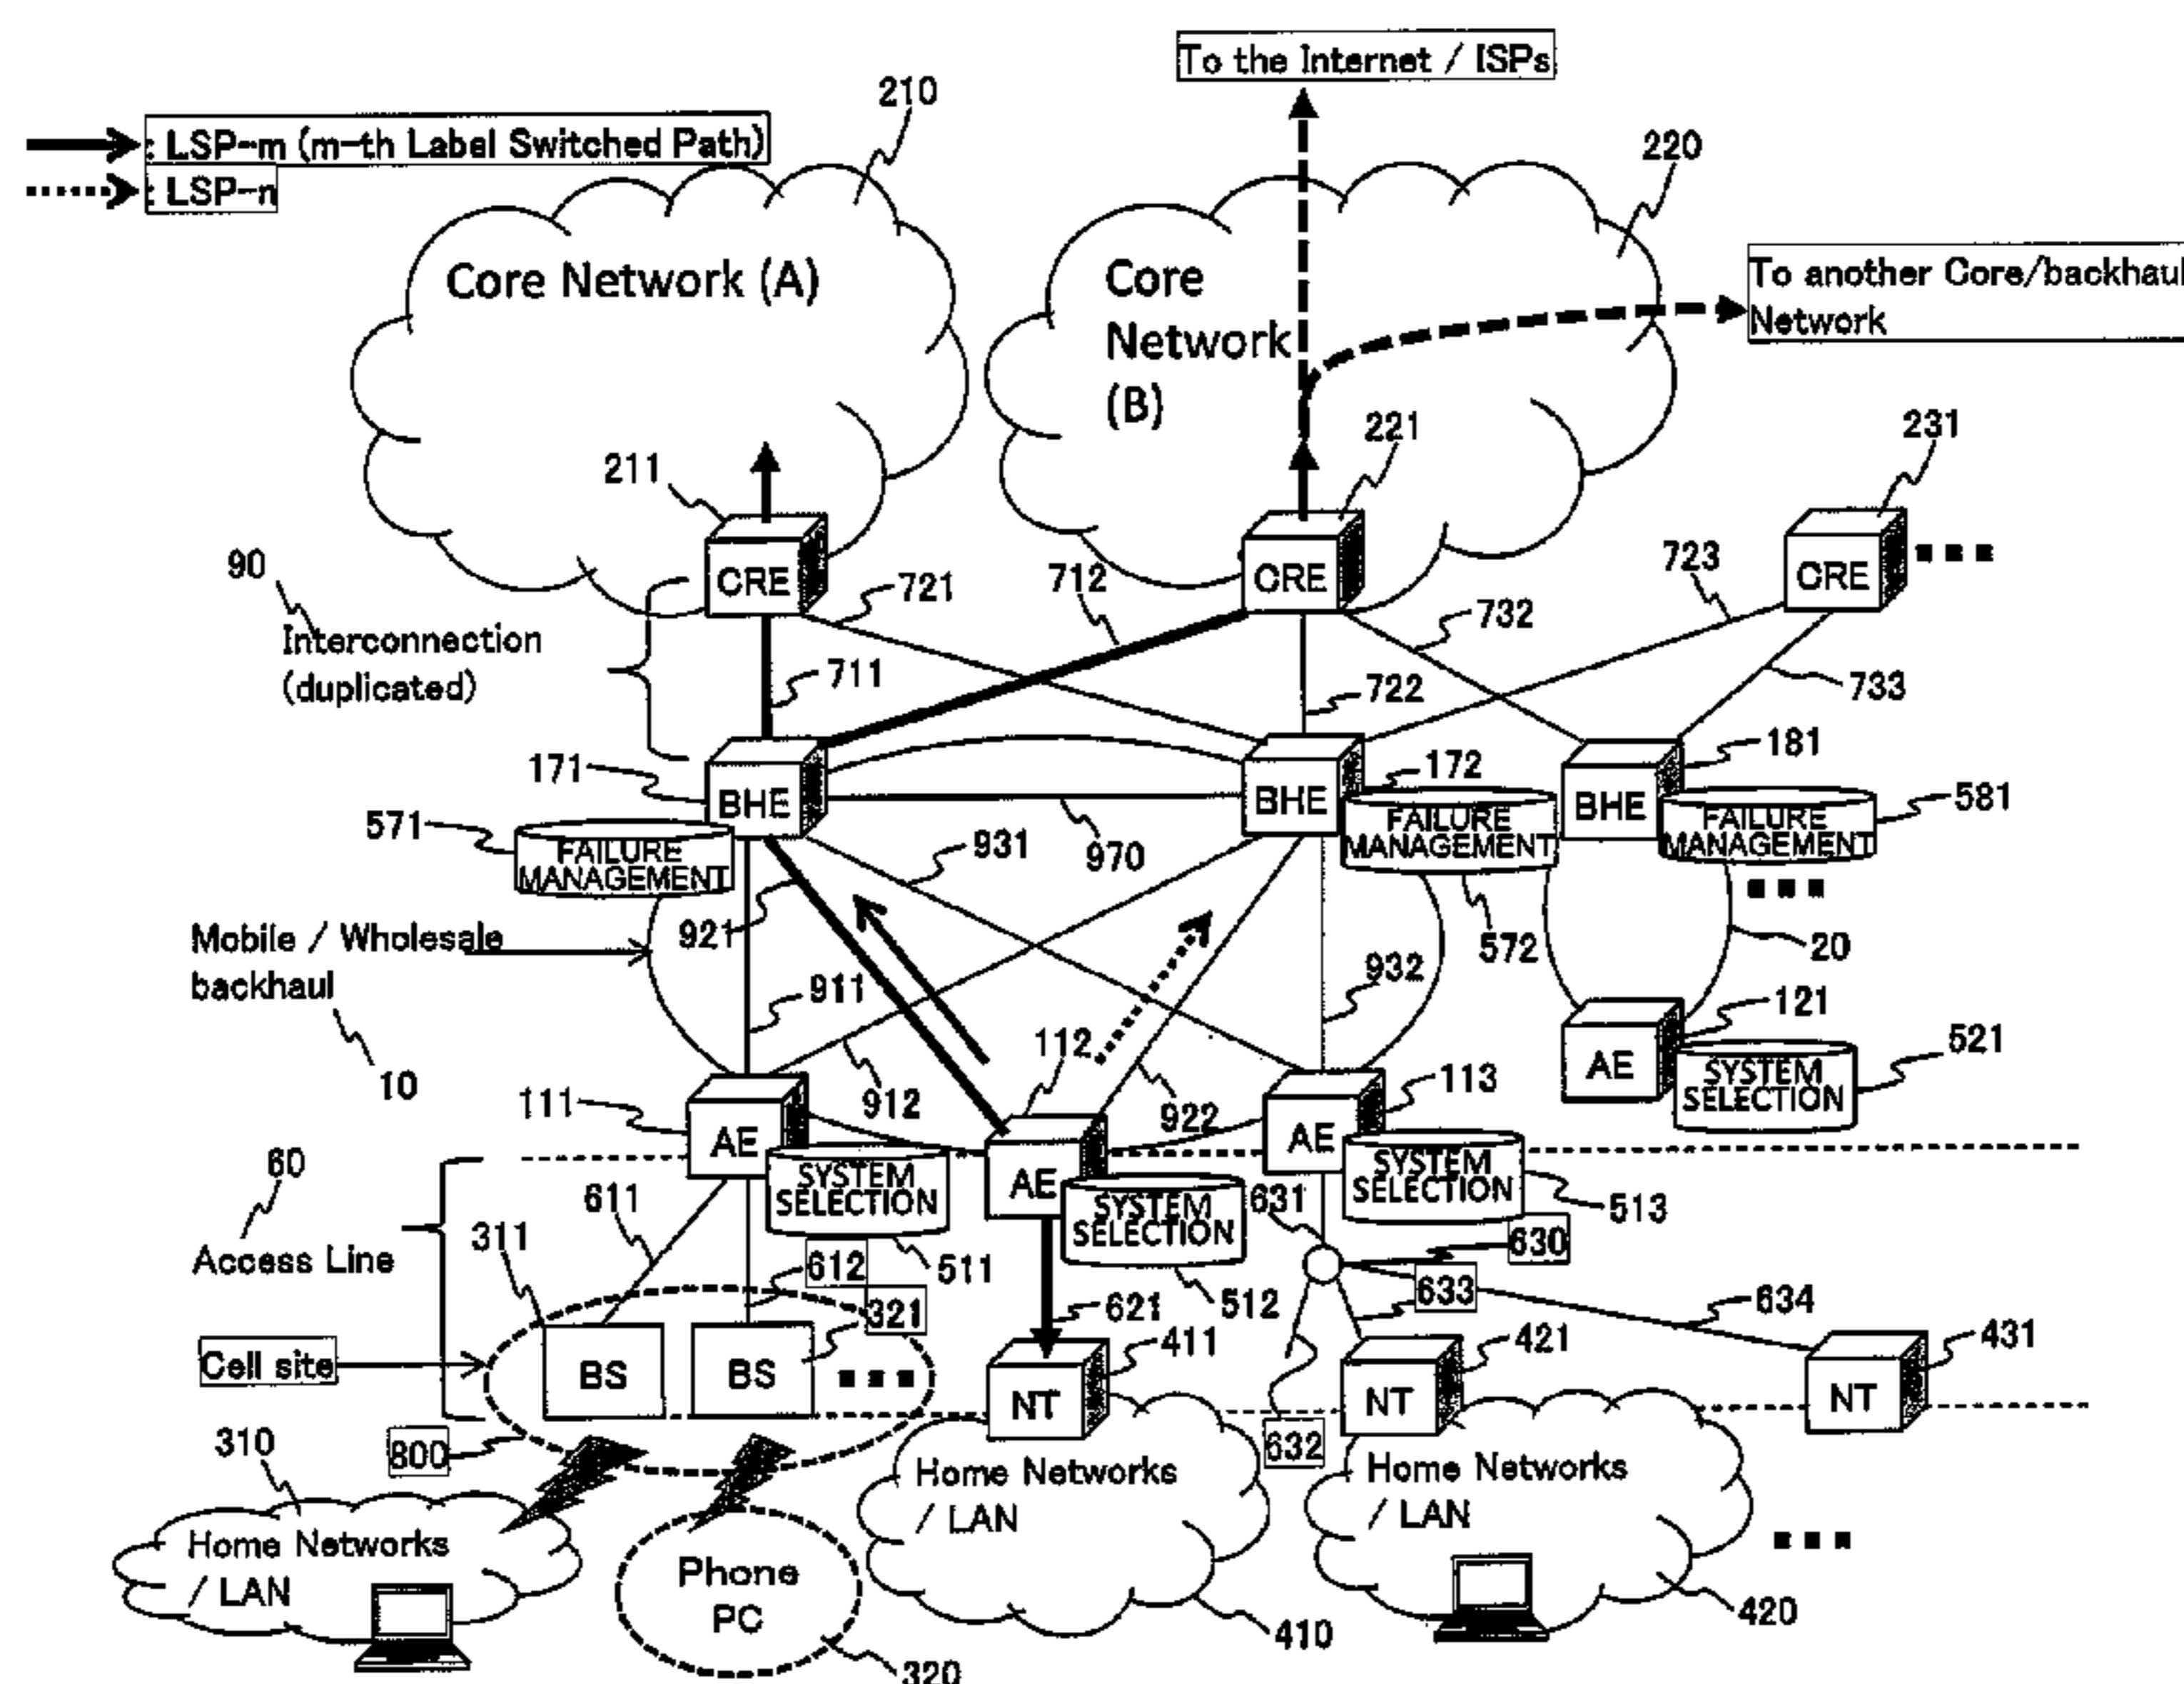 To the Internet / ISPs
210
: LSP-m (m-th Label Switched Path)
: LSP-n
220
Core Network (A)
Core
Network
(B)
To another Core/backhaul
Network
211
221
231
90
CRE
CRE
CRE
721
712
723
732
Interconnection
(duplicated)
711
722
733
171
BHE
BHE
172
BHE
181
571
FAILURE
MANAGEMENT
931
970
FAILURE
MANAGEMENT
FAILURE
MANAGEMENT
581
Mobile / Wholesale
backhaul
921
572
20
911
932
10
112
121
AE
SYSTEM
SELECTION
521
111
AE
912
922
AE
113
60
SYSTEM
SELECTION
AE
SYSTEM
SELECTION
631
SYSTEM
SELECTION
513
611
311
Access Line
511
612
630
633
512
321
621
634
Cell site
BS
BS
411
421
431
NT
NT
NT
800
310
632
Home Networks
/ LAN
Home Networks
/ LAN
Home Networks
/ LAN
Phone
PC
320
410
420